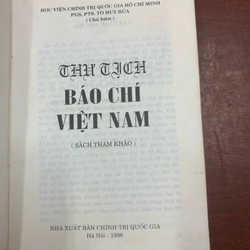 HỌC VIỆN CHÍNH TRỊ QUỐC GIA HỒ CHÍ MINH
PGS, PTS. TÔ HUY RỨA
( Chủ biên )
THƯ TỊCH
BÁO CHÍ
VIỆT NAM
( SÁCH THAM KHẢO )
NHÀ XUẤT BẢN CHÍNH TRỊ QUỐC GIA
Hà Nội - 1998